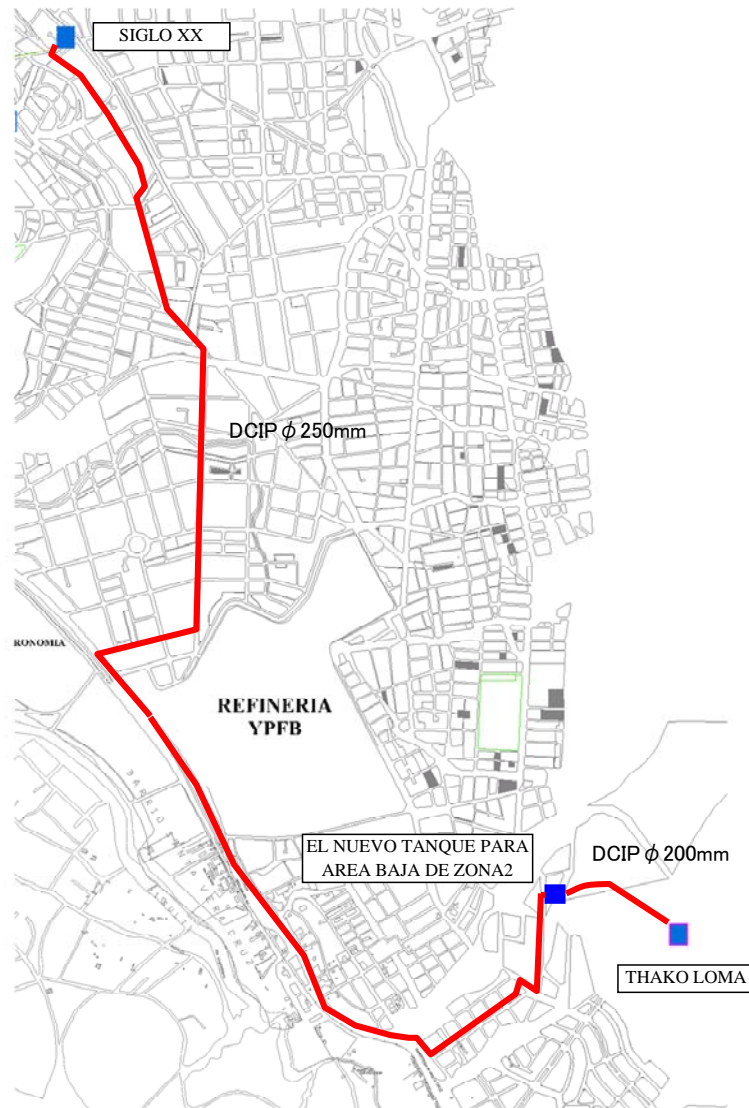 SIGLO XX
DCIP φ 250mm
RONOMIA
REFINERIA
YPFB
EL NUEVO TANQUE PARA
AREA BAJA DE ZONA2
DCIP φ 200mm
THAKO LOMA